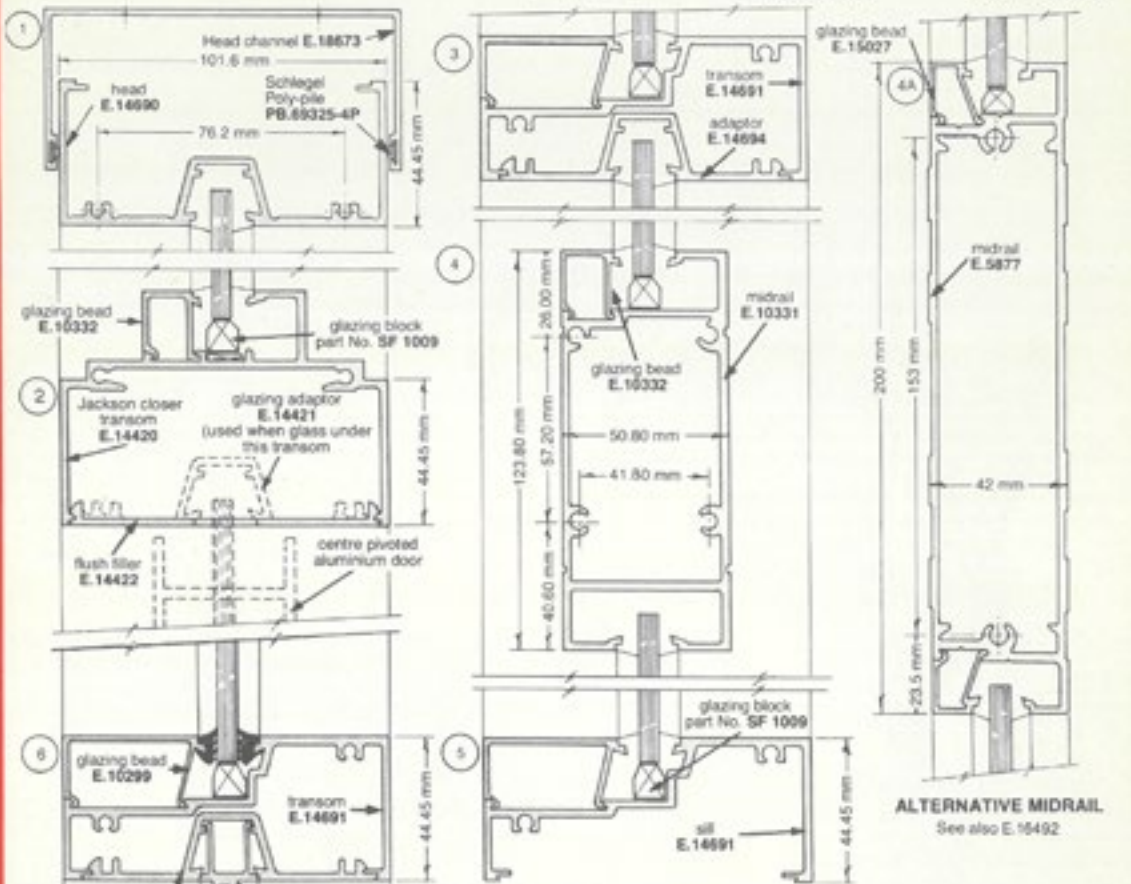 1
Head channel E.18673
101.6 mm
head
E.14690
Schlegel
Poly-pile
PB.69325-4P
76.2 mm
44.45 mm
glazing bead
E.10332
glazing block
part No. SF 1009
2
Jackson closer
transom
E.14420
glazing adaptor
E.14421
(used when glass under
this transom
44.45 mm
flush filler
E.14422
centre pivoted
aluminium door
6
glazing bead
E.10299
transom
E.14691
44.45 mm
3
transom
E.14691
adaptor
E.14694
4
midrail
E.10331
26.00 mm
glazing bead
E.10332
123.80 mm
57.20 mm
50.80 mm
41.80 mm
40.60 mm
glazing block
part No. SF 1009
5
sill
E.14691
44.45 mm
glazing bead
E.15027
4A
midrail
E.5877
200 mm
153 mm
42 mm
23.5 mm
ALTERNATIVE MIDRAIL
See also E.16492